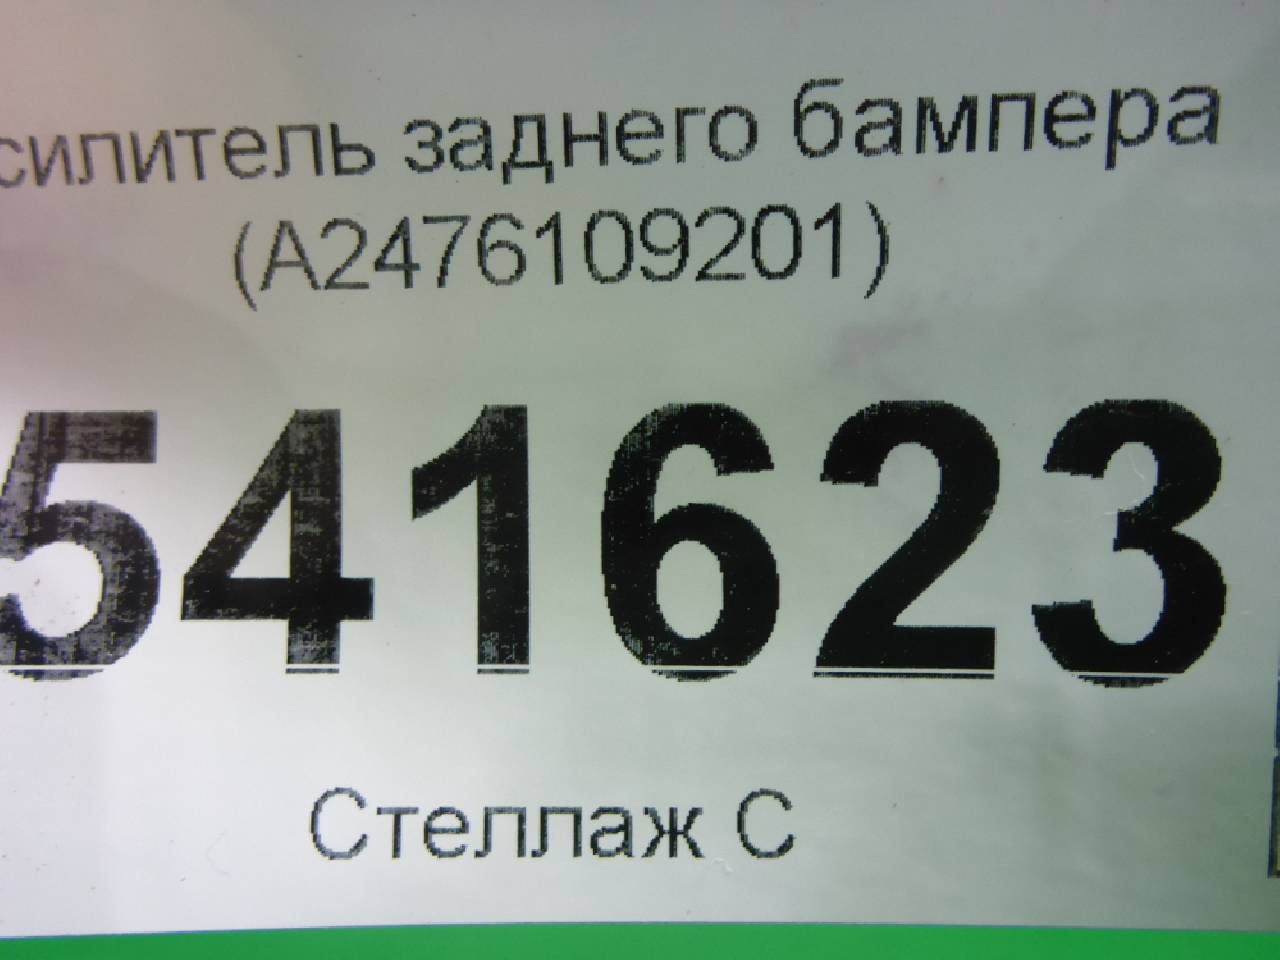 силитель заднего бампера
(A2476109201)
541623
Стеллаж С